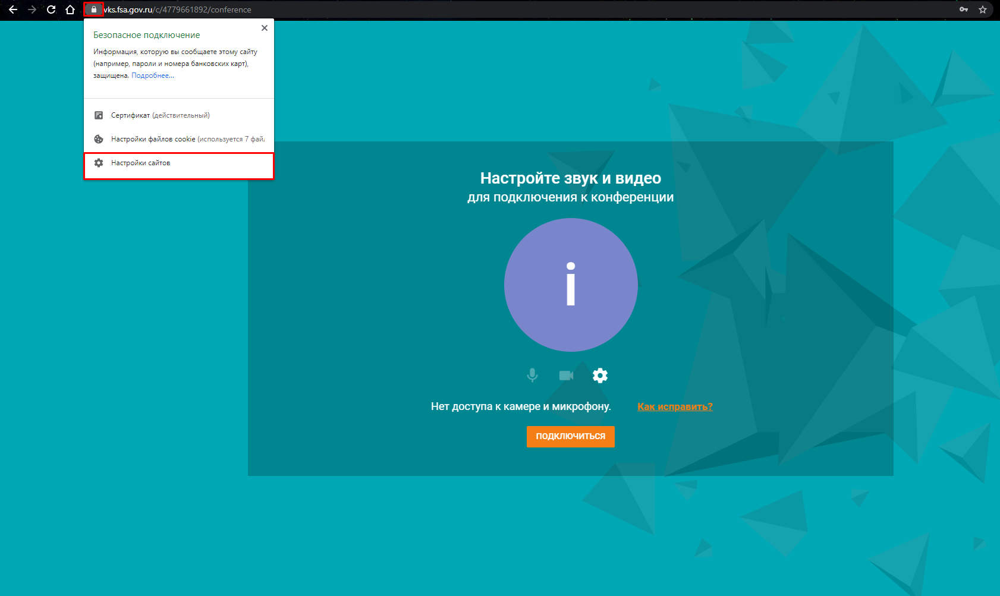 vks.fsa.gov.ru/c/4779661892/conference
Безопасное подключение
Информация, которую вы сообщаете этому сайту
(например, пароли и номера банковских карт),
защищена. Подробнее...
Сертификат (действительный)
Настройки файлов cookie (используется 7 фай
Настройки сайтов
Настройте звук и видео
для подключения к конференции
i
Нет доступа к камере и микрофону. Как исправить?
ПОДКЛЮЧИТЬСЯ